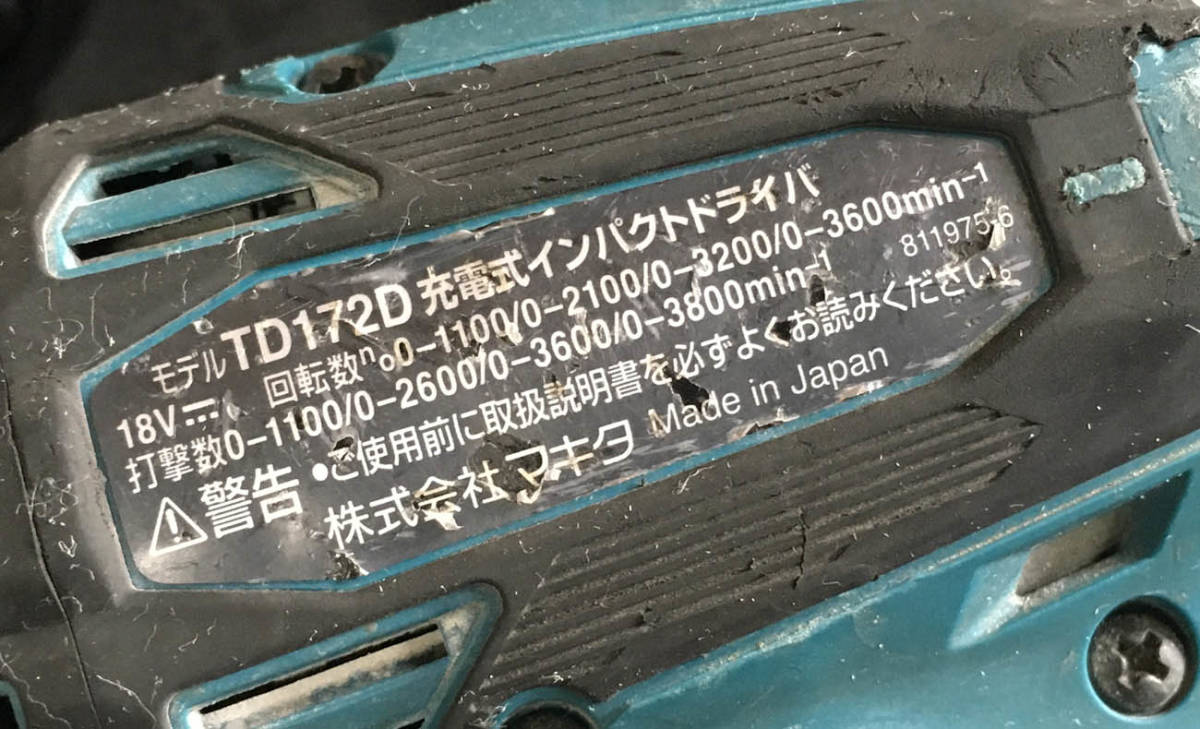 モデル TD172D 充電式インパクトドライバ
18V⎓ 回転数n₀0-1100/0-2100/0-3200/0-3600min⁻¹
打撃数0-1100/0-2600/0-3600/0-3800min⁻¹ 811975-6
⚠警告 •ご使用前に取扱説明書を必ずよくお読みください。
株式会社マキタ Made in Japan